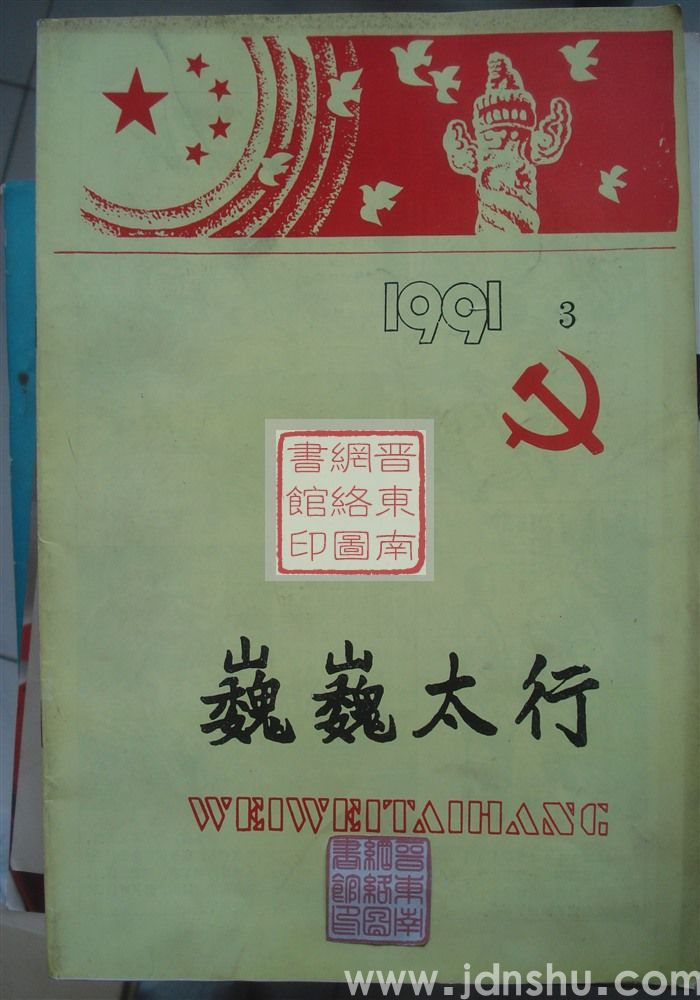 1991 3
晋東南
網絡圖
書館印
巍巍太行
WEIWEITAIHANG
晋東南
網絡圖
書館印
www.jdnshu.com